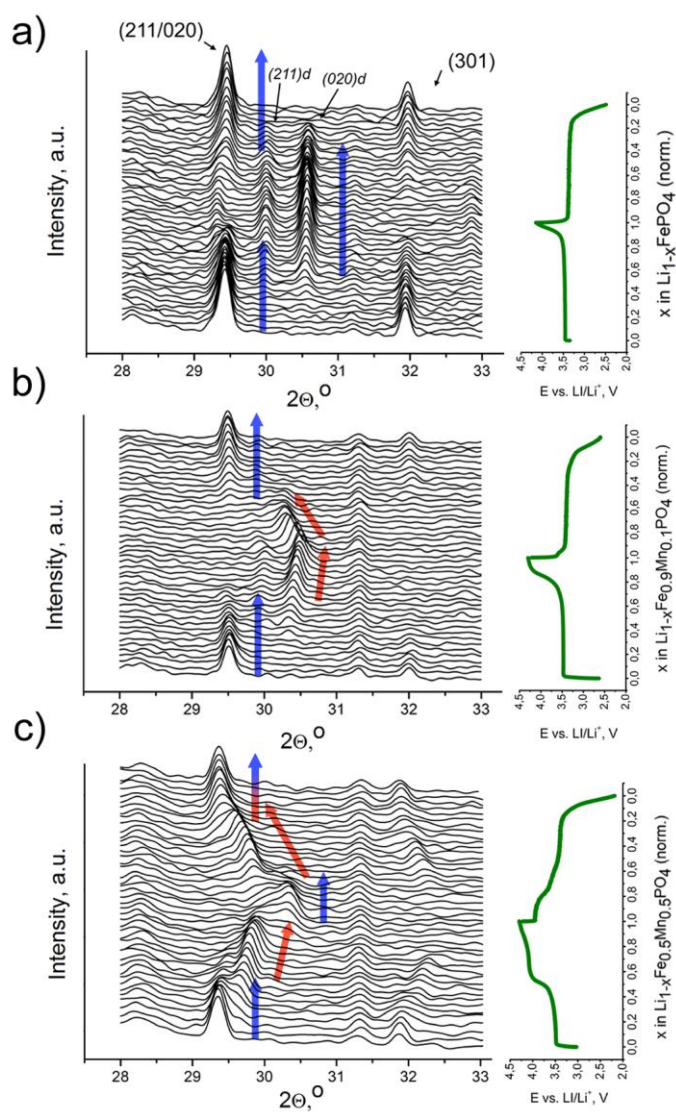 a)
(211/020)
(211)d
(020)d
(301)
Intensity, a.u.
28 29 30 31 32 33
2Θ,°
0.0 0.2 0.4 0.6 0.8 1.0 0.8 0.6 0.4 0.2 0.0
x in Li1-xFePO4 (norm.)
4.5 4.0 3.5 3.0 2.5 2.0
E vs. LI/Li+, V
b)
Intensity, a.u.
28 29 30 31 32 33
2Θ,°
0.0 0.2 0.4 0.6 0.8 1.0 0.8 0.6 0.4 0.2 0.0
x in Li1-xFe0.9Mn0.1PO4 (norm.)
4.5 4.0 3.5 3.0 2.5 2.0
E vs. LI/Li+, V
c)
Intensity, a.u.
28 29 30 31 32 33
2Θ,°
0.0 0.2 0.4 0.6 0.8 1.0 0.8 0.6 0.4 0.2 0.0
x in Li1-xFe0.5Mn0.5PO4 (norm.)
4.5 4.0 3.5 3.0 2.5 2.0
E vs. LI/Li+, V